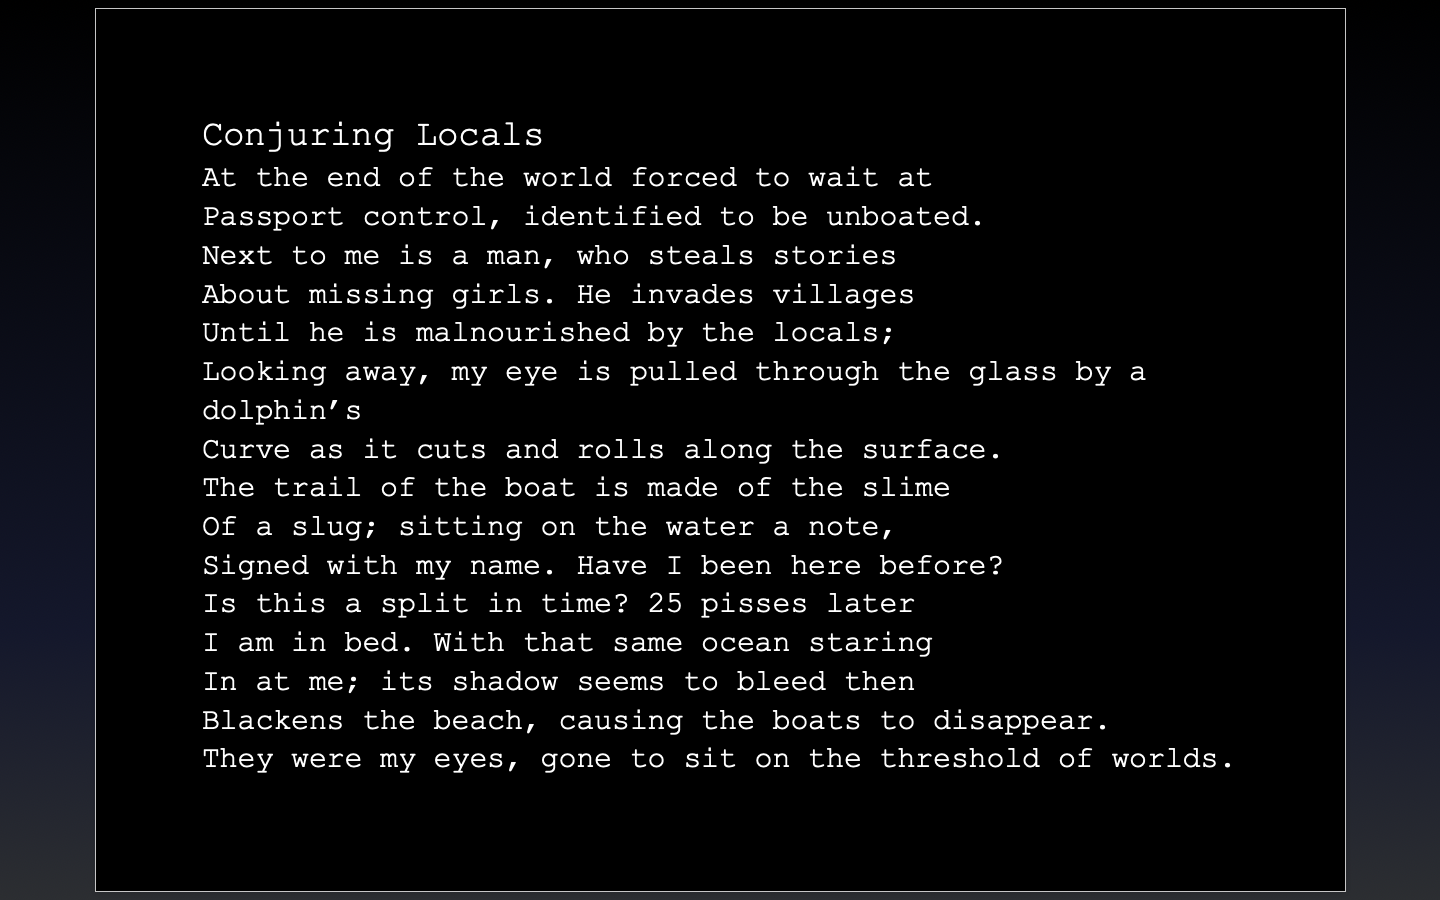 Conjuring Locals
At the end of the world forced to wait at
Passport control, identified to be unboated.
Next to me is a man, who steals stories
About missing girls. He invades villages
Until he is malnourished by the locals;
Looking away, my eye is pulled through the glass by a
dolphin’s
Curve as it cuts and rolls along the surface.
The trail of the boat is made of the slime
Of a slug; sitting on the water a note,
Signed with my name. Have I been here before?
Is this a split in time? 25 pisses later
I am in bed. With that same ocean staring
In at me; its shadow seems to bleed then
Blackens the beach, causing the boats to disappear.
They were my eyes, gone to sit on the threshold of worlds.